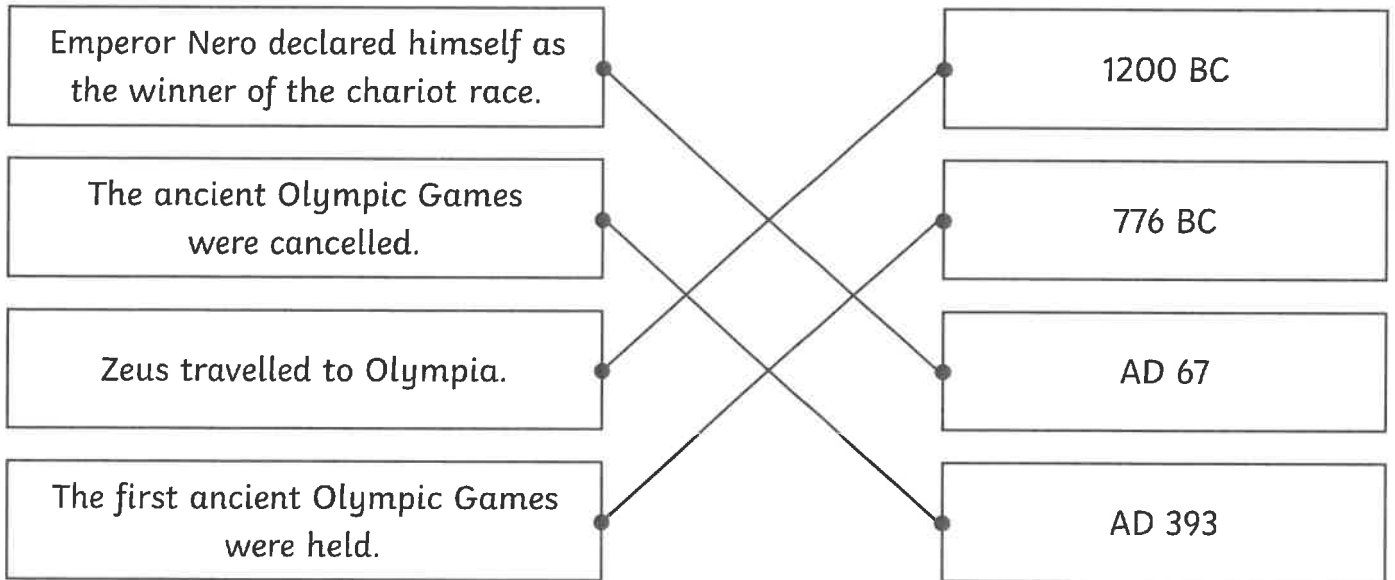 Emperor Nero declared himself as
the winner of the chariot race.
1200 BC
The ancient Olympic Games
were cancelled.
776 BC
Zeus travelled to Olympia.
AD 67
The first ancient Olympic Games
were held.
AD 393